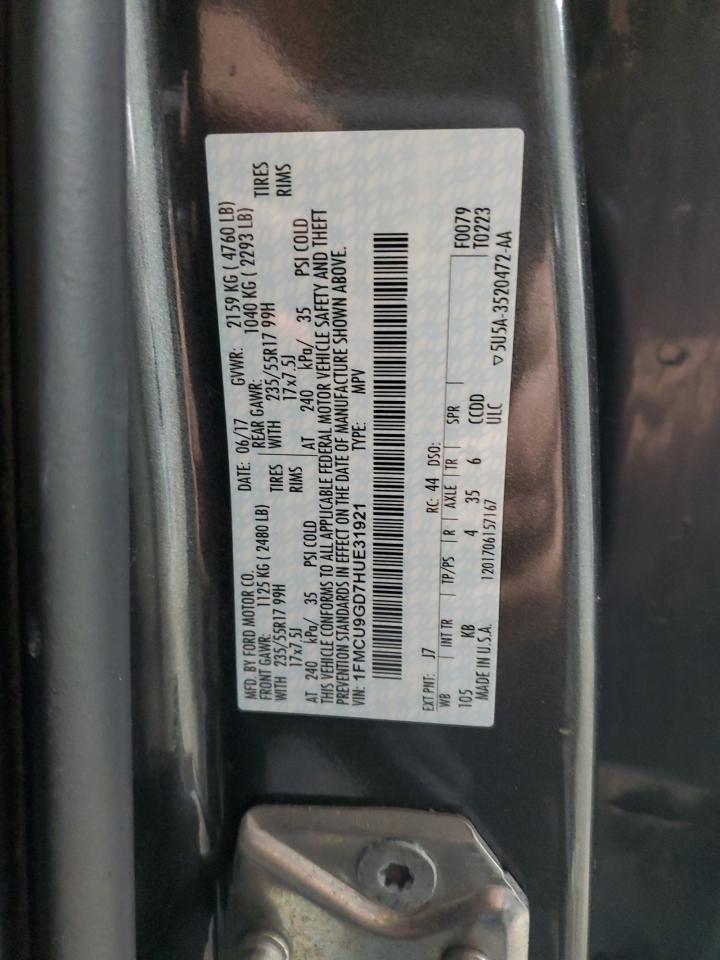 MFD. BY FORD MOTOR CO. DATE: 06/17 GVWR: 2159 KG ( 4760 LB)
FRONT GAWR: 1125 KG ( 2480 LB) REAR GAWR: 1040 KG ( 2293 LB)
WITH 235/55R17 99H TIRES WITH 235/55R17 99H TIRES
17x7.5J RIMS 17x7.5J RIMS
AT 240 kPa/ 35 PSI COLD AT 240 kPa/ 35 PSI COLD
THIS VEHICLE CONFORMS TO ALL APPLICABLE FEDERAL MOTOR VEHICLE SAFETY AND THEFT
PREVENTION STANDARDS IN EFFECT ON THE DATE OF MANUFACTURE SHOWN ABOVE.
VIN: 1FMCU9GD7HUE31921 TYPE: MPV
EXT PNT: J7 RC: 44 DSO: F0079
WB INT TR TP/PS R AXLE TR SPR T0223
105 KB 4 35 6 CCDD
MADE IN U.S.A. 1201706157167 ULC ▽5U5A-3520472-AA